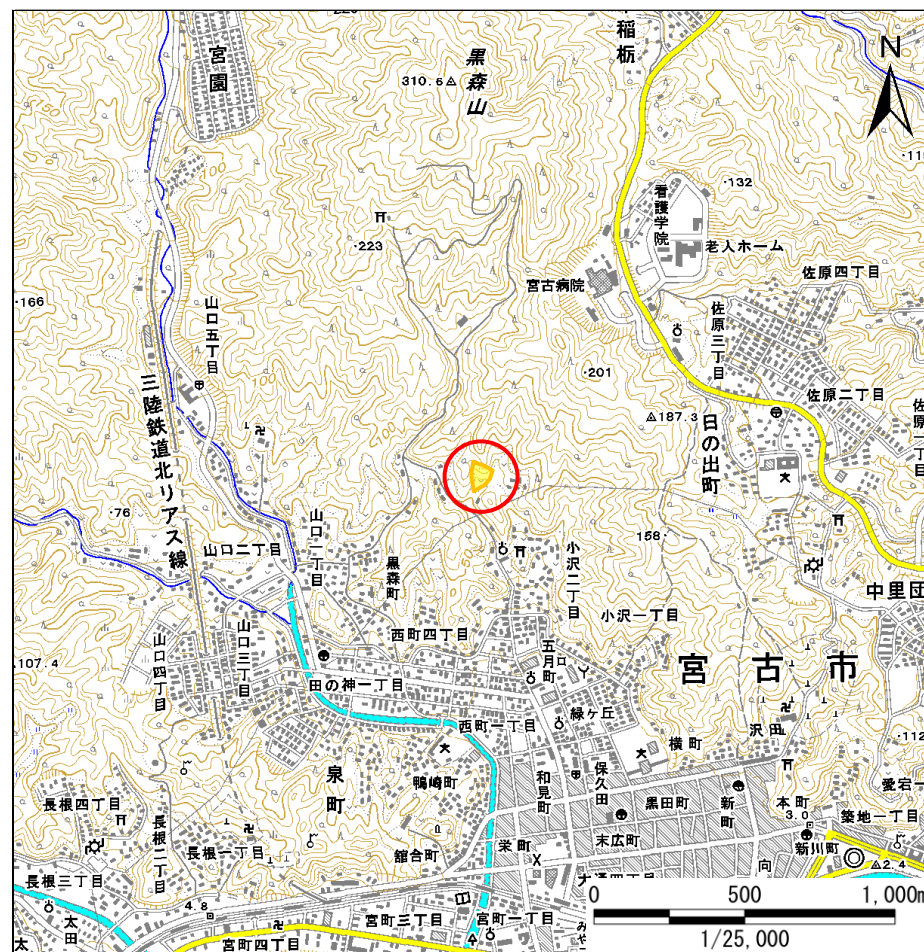 宮園
黒森山
310.6
稲栃
N
132
看護学院
老人ホーム
223
宮古病院
佐原四丁目
佐原三丁目
166
山口五丁目
三陸鉄道北リアス線
201
187.3
日の出町
佐原二丁目
76
山口二丁目
山口一丁目
黒森町
158
小沢二丁目
小沢一丁目
中里団
西町四丁目
五月町
宮古市
107.4
山口四丁目
山口三丁目
田の神一丁目
西町一丁目
緑ヶ丘
横町
沢田
112
泉町
鴨崎町
和見町
保久田
黒田町
新町
本町
3.0
愛宕一
築地一丁目
長根四丁目
長根二丁目
長根一丁目
舘合町
栄町
末広町
向
新川町
2.4
長根三丁目
4.8
太田
太
宮町四丁目
宮町三丁目
宮町一丁目
0 500 1,000m
1/25,000